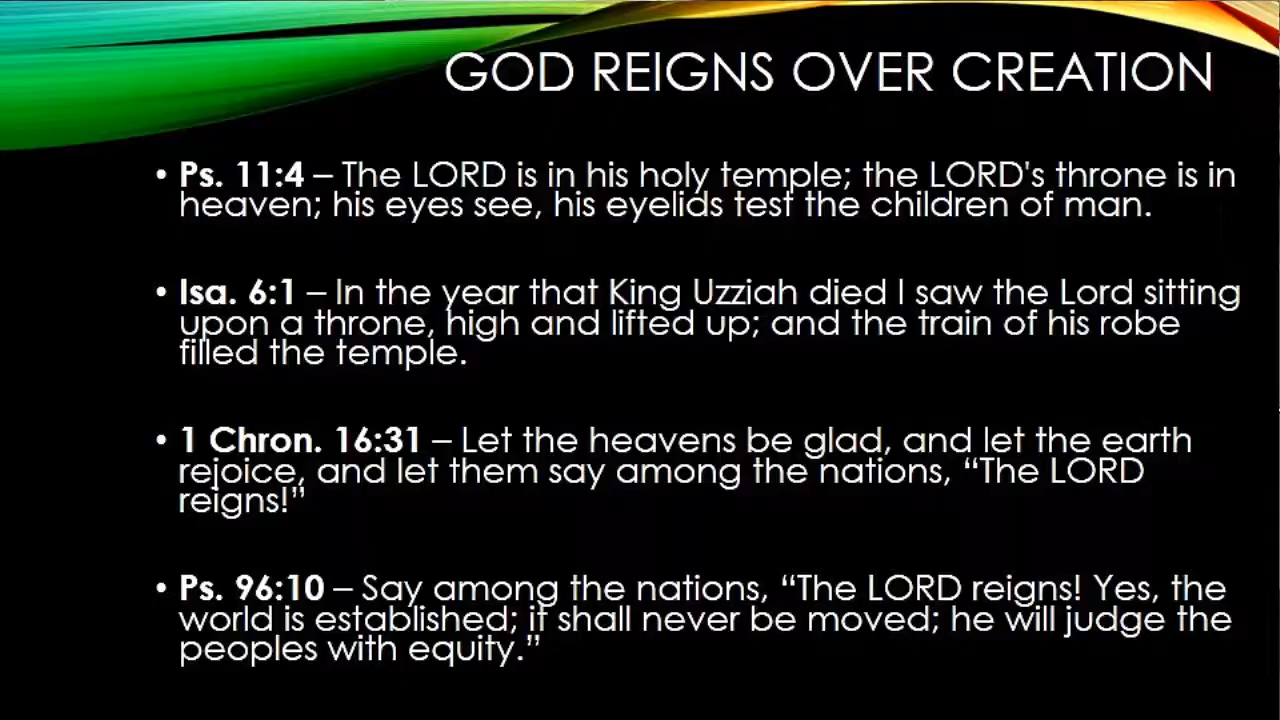 GOD REIGNS OVER CREATION
• Ps. 11:4 – The LORD is in his holy temple; the LORD's throne is in
heaven; his eyes see, his eyelids test the children of man.
• Isa. 6:1 – In the year that King Uzziah died I saw the Lord sitting
upon a throne, high and lifted up; and the train of his robe
filled the temple.
• 1 Chron. 16:31 – Let the heavens be glad, and let the earth
rejoice, and let them say among the nations, “The LORD
reigns!”
• Ps. 96:10 – Say among the nations, “The LORD reigns! Yes, the
world is established; it shall never be moved; he will judge the
peoples with equity.”